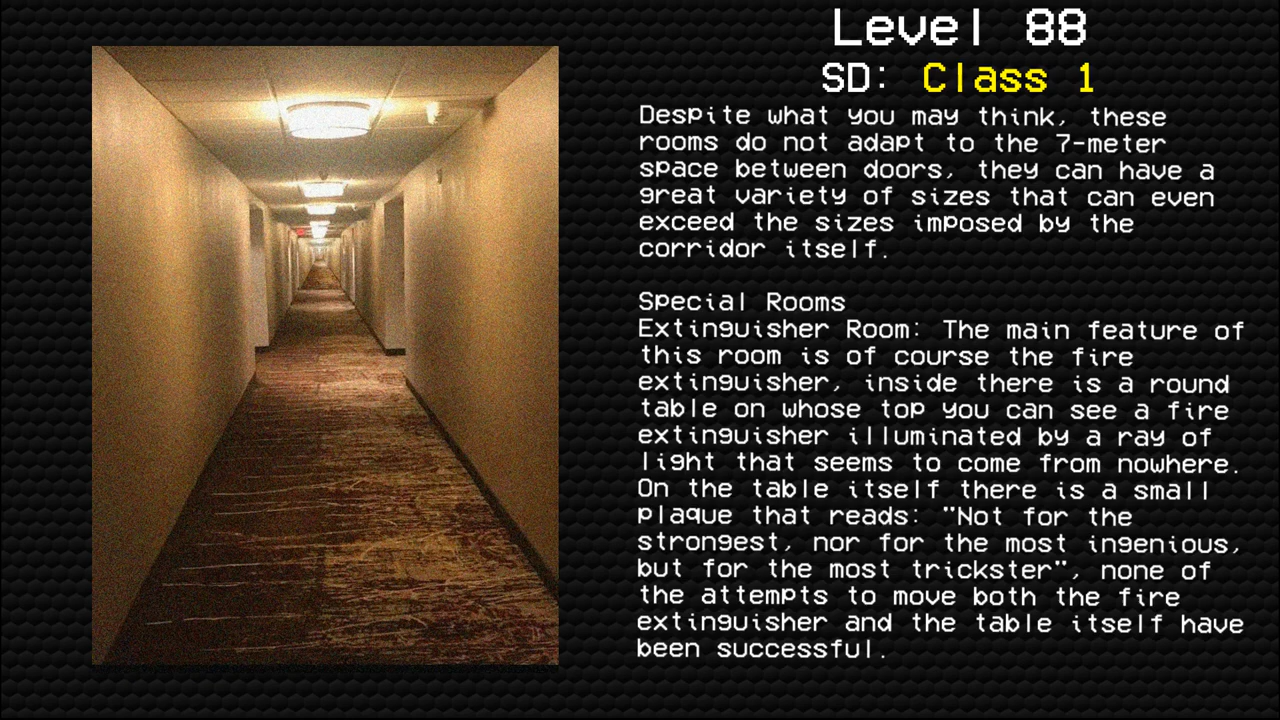 Level 88
SD: Class 1
Despite what you may think, these
rooms do not adapt to the 7-meter
space between doors, they can have a
great variety of sizes that can even
exceed the sizes imposed by the
corridor itself.
Special Rooms
Extinguisher Room: The main feature of
this room is of course the fire
extinguisher, inside there is a round
table on whose top you can see a fire
extinguisher illuminated by a ray of
light that seems to come from nowhere.
On the table itself there is a small
plaque that reads: "Not for the
strongest, nor for the most ingenious,
but for the most trickster", none of
the attempts to move both the fire
extinguisher and the table itself have
been successful.